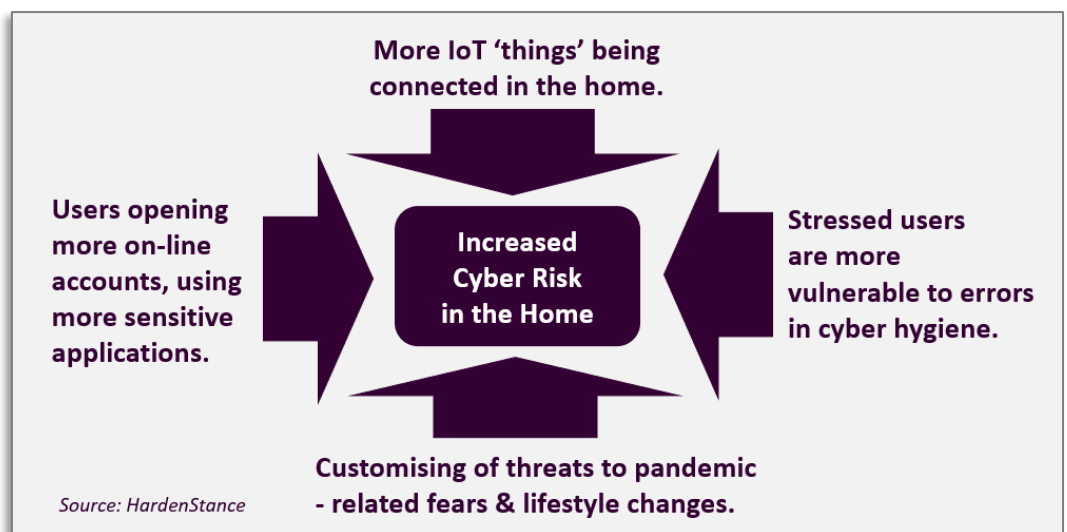 More IoT ‘things’ being
connected in the home.
Users opening
more on-line
accounts, using
more sensitive
applications.
Increased
Cyber Risk
in the Home
Stressed users
are more
vulnerable to errors
in cyber hygiene.
Customising of threats to pandemic
- related fears & lifestyle changes.
Source: HardenStance